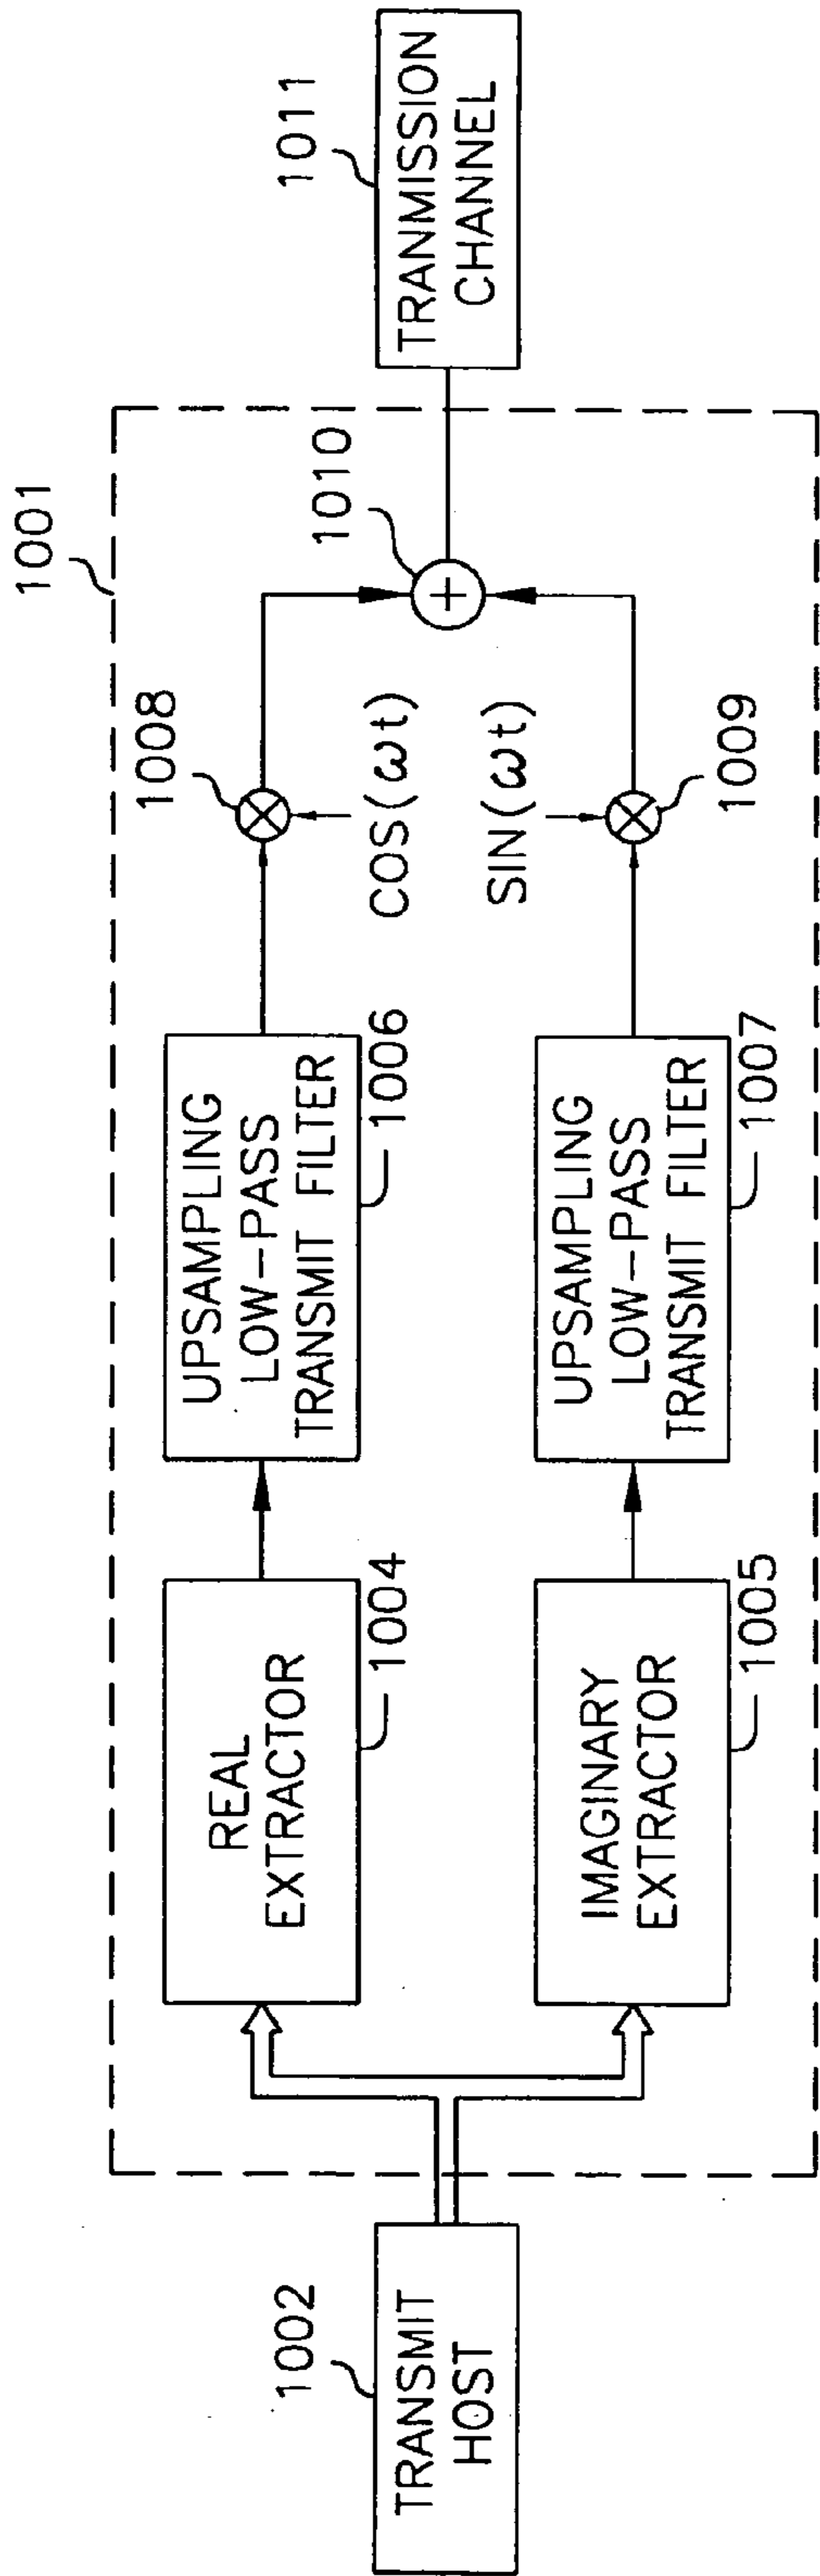 1001
1002
TRANSMIT
HOST
REAL
EXTRACTOR
1004
UPSAMPLING
LOW-PASS
TRANSMIT FILTER
1006
1008
COS(ωt)
1010
1011
TRANMISSION
CHANNEL
IMAGINARY
EXTRACTOR
1005
UPSAMPLING
LOW-PASS
TRANSMIT FILTER
1007
SIN(ωt)
1009